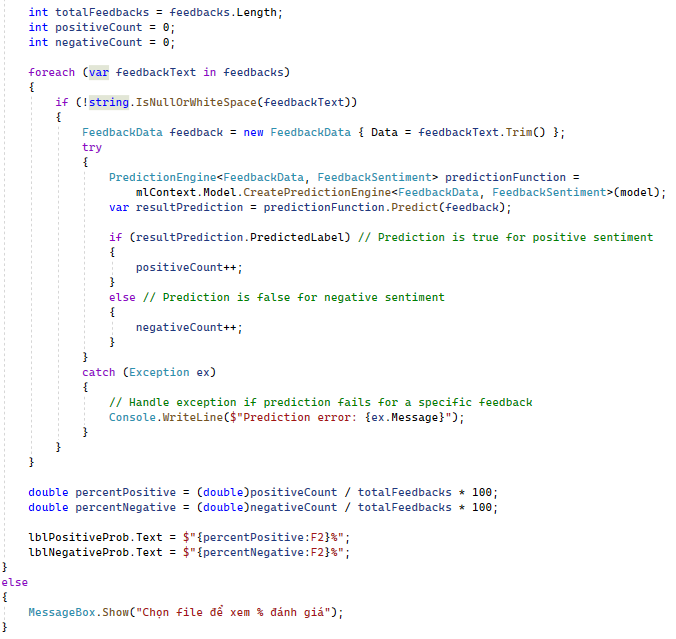 int totalFeedbacks = feedbacks.Length;
int positiveCount = 0;
int negativeCount = 0;
foreach (var feedbackText in feedbacks)
{
if (!string.IsNullOrWhiteSpace(feedbackText))
{
FeedbackData feedback = new FeedbackData { Data = feedbackText.Trim() };
try
{
PredictionEngine<FeedbackData, FeedbackSentiment> predictionFunction =
mlContext.Model.CreatePredictionEngine<FeedbackData, FeedbackSentiment>(model);
var resultPrediction = predictionFunction.Predict(feedback);
if (resultPrediction.PredictedLabel) // Prediction is true for positive sentiment
{
positiveCount++;
}
else // Prediction is false for negative sentiment
{
negativeCount++;
}
}
catch (Exception ex)
{
// Handle exception if prediction fails for a specific feedback
Console.WriteLine($"Prediction error: {ex.Message}");
}
}
}
double percentPositive = (double)positiveCount / totalFeedbacks * 100;
double percentNegative = (double)negativeCount / totalFeedbacks * 100;
lblPositiveProb.Text = $"{percentPositive:F2}%";
lblNegativeProb.Text = $"{percentNegative:F2}%";
}
else
{
MessageBox.Show("Chọn file để xem % đánh giá");
}